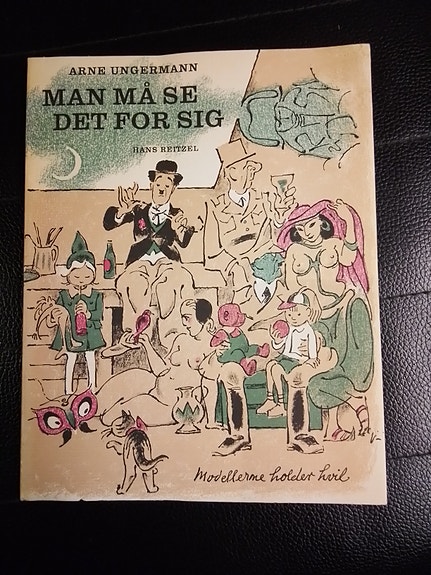 ARNE UNGERMANN
MAN MÅ SE
DET FOR SIG
HANS REITZEL
Modellerne holder hvil